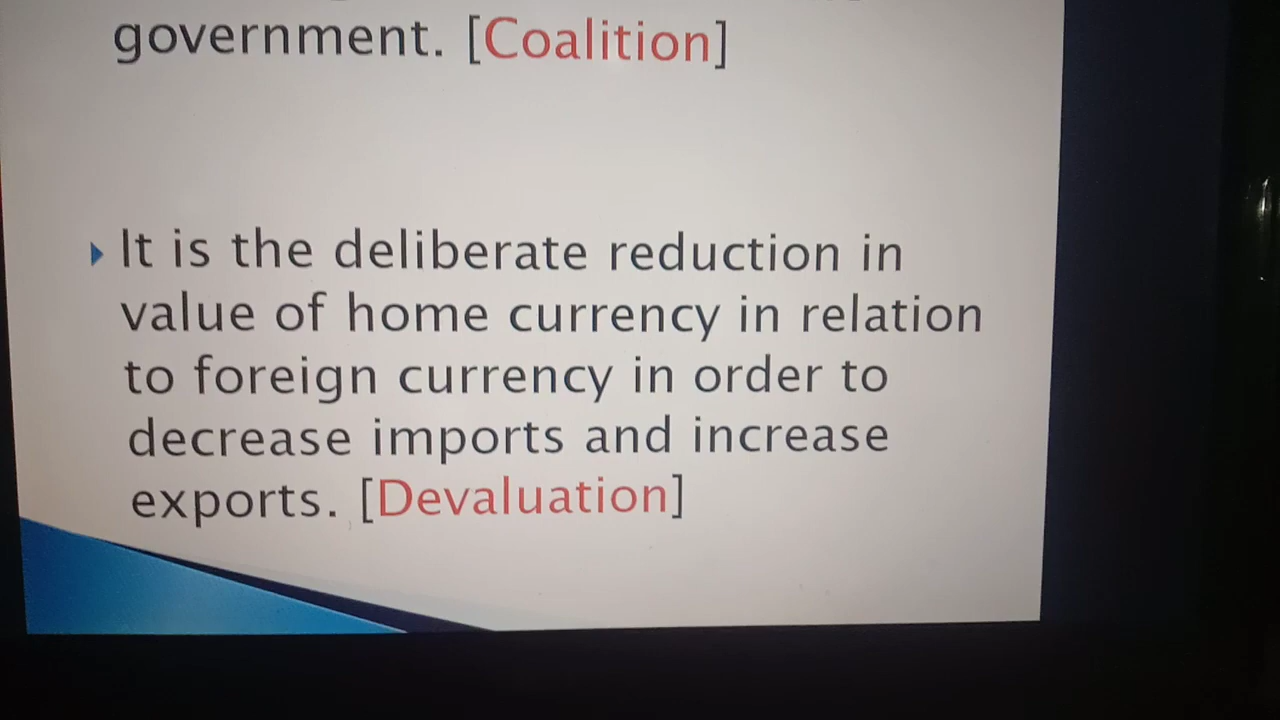 government. [Coalition]
It is the deliberate reduction in
value of home currency in relation
to foreign currency in order to
decrease imports and increase
exports. [Devaluation]